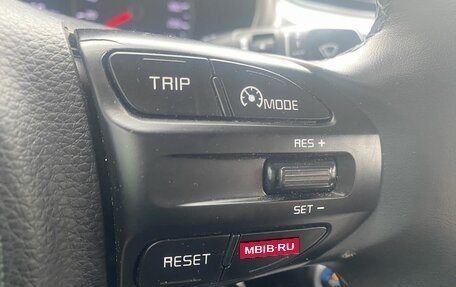 TRIP
MODE
RES +
SET −
RESET
MBIB·RU